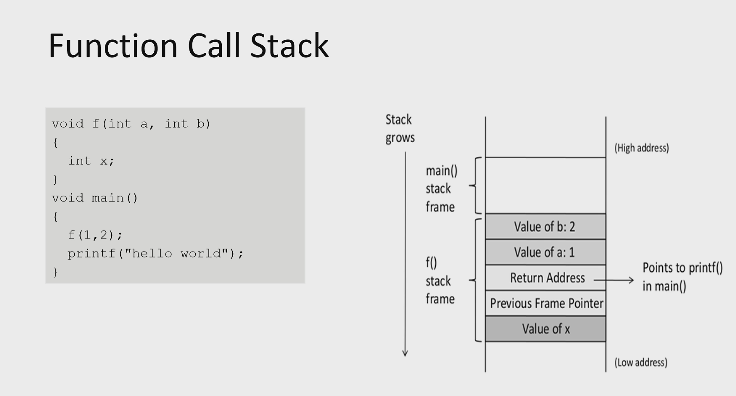 Function Call Stack
void f(int a, int b)
{
int x;
}
void main()
{
f(1,2);
printf("hello world");
}
Stack
grows
(High address)
main()
stack
frame
Value of b: 2
Value of a: 1
f()
stack
frame
Return Address
Points to printf()
in main()
Previous Frame Pointer
Value of x
(Low address)